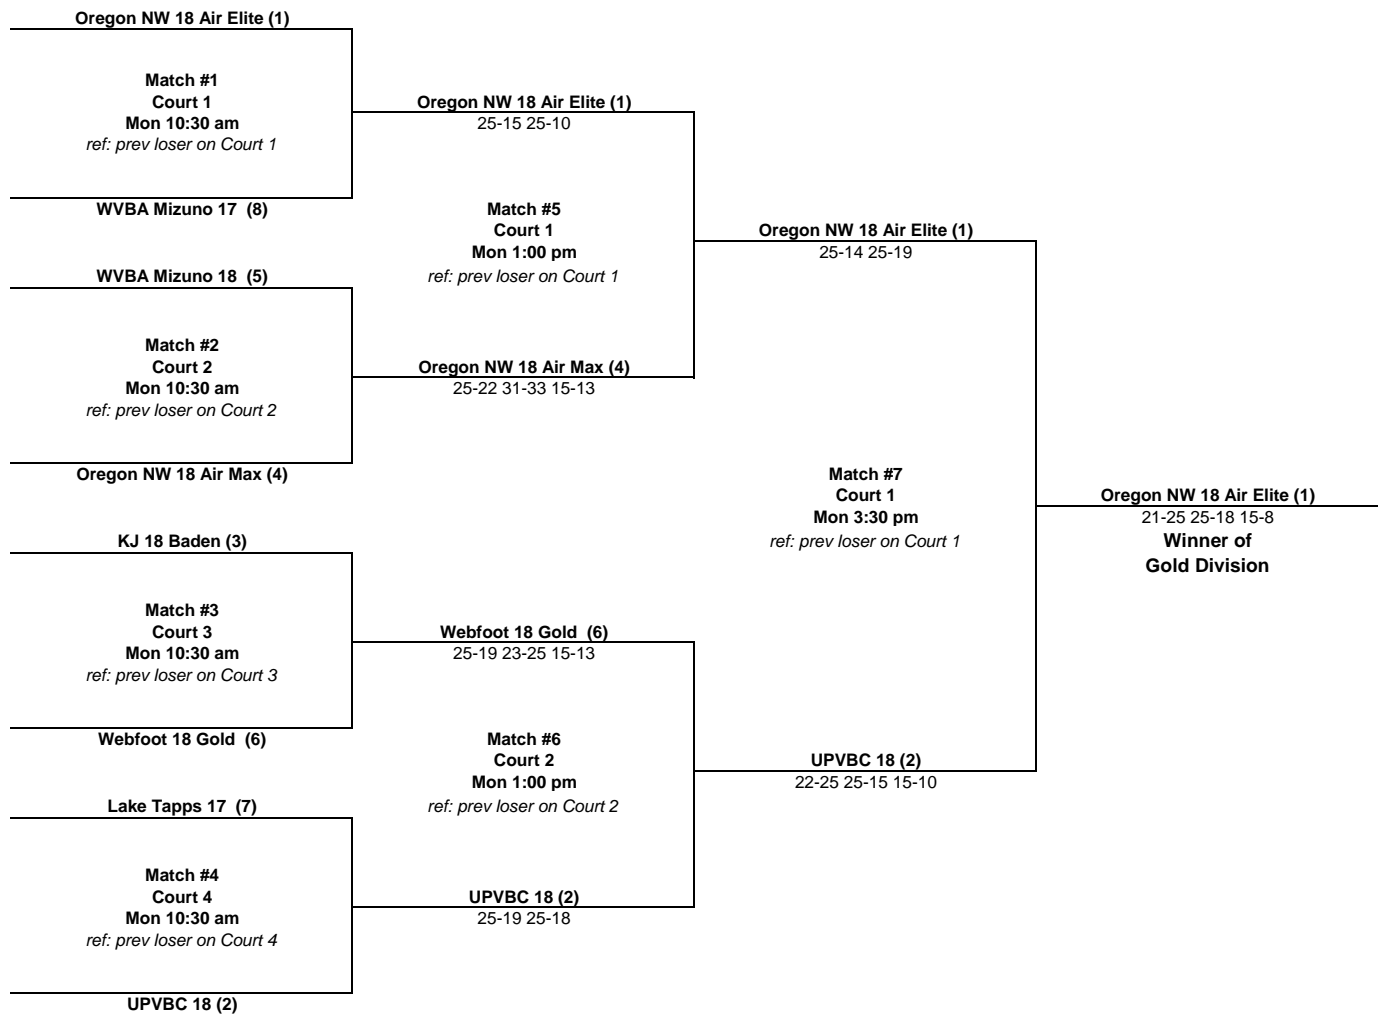 Oregon NW 18 Air Elite (1)
Match #1
Court 1
Mon 10:30 am
ref: prev loser on Court 1
WVBA Mizuno 17  (8)
WVBA Mizuno 18  (5)
Match #2
Court 2
Mon 10:30 am
ref: prev loser on Court 2
Oregon NW 18 Air Max (4)
KJ 18 Baden (3)
Match #3
Court 3
Mon 10:30 am
ref: prev loser on Court 3
Webfoot 18 Gold  (6)
Lake Tapps 17  (7)
Match #4
Court 4
Mon 10:30 am
ref: prev loser on Court 4
UPVBC 18 (2)
Oregon NW 18 Air Elite (1)
25-15 25-10
Match #5
Court 1
Mon 1:00 pm
ref: prev loser on Court 1
Oregon NW 18 Air Max (4)
25-22 31-33 15-13
Webfoot 18 Gold  (6)
25-19 23-25 15-13
Match #6
Court 2
Mon 1:00 pm
ref: prev loser on Court 2
UPVBC 18 (2)
25-19 25-18
Oregon NW 18 Air Elite (1)
25-14 25-19
Match #7
Court 1
Mon 3:30 pm
ref: prev loser on Court 1
UPVBC 18 (2)
22-25 25-15 15-10
Oregon NW 18 Air Elite (1)
21-25 25-18 15-8
Winner of
Gold Division